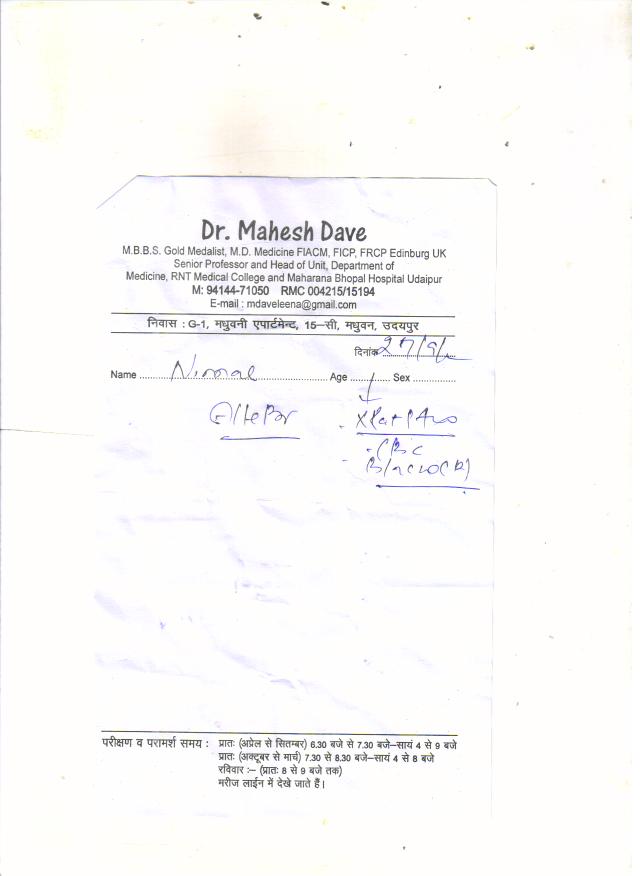 Dr. Mahesh Dave
M.B.B.S. Gold Medalist, M.D. Medicine FIACM, FICP, FRCP Edinburg UK
Senior Professor and Head of Unit, Department of
Medicine, RNT Medical College and Maharana Bhopal Hospital Udaipur
M: 94144-71050 RMC 004215/15194
E-mail : mdaveleena@gmail.com
निवास : G-1, मधुवनी एपार्टमेन्ट, 15–सी, मधुवन, उदयपुर
दिनांक 27/9/
Name Nirmal Age Sex
CBC
परीक्षण व परामर्श समय : प्रातः (अप्रेल से सितम्बर) 6.30 बजे से 7.30 बजे–सायं 4 से 9 बजे
प्रातः (अक्टूबर से मार्च) 7.30 से 8.30 बजे–सायं 4 से 8 बजे
रविवार :– (प्रातः 8 से 9 बजे तक)
मरीज लाईन में देखे जाते हैं।